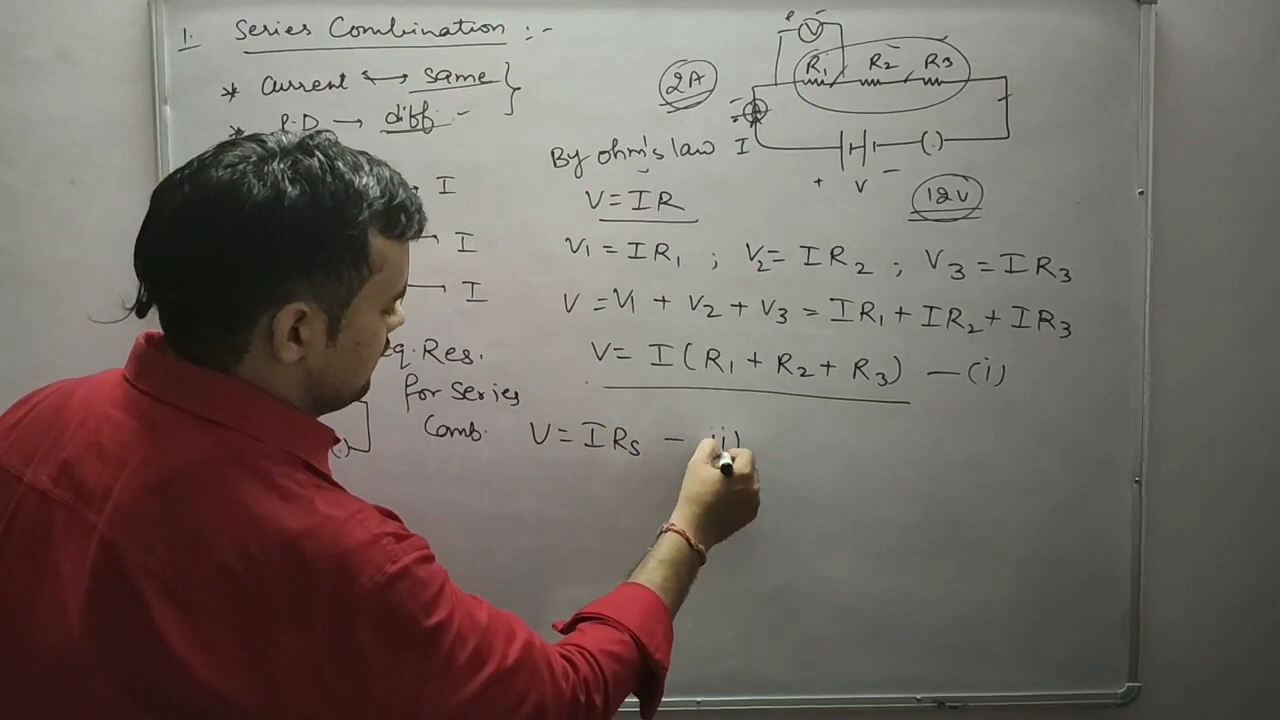 1. Series Combination :-
* Current ↔ same
* P.D → diff -
→ I
→ I
→ I
eq. Res.
for series
Comb.
P -
V
R1 R2 R3
2A
+ V -
12V
By ohm's law I
V = IR
V1 = IR1 ; V2 = IR2 ; V3 = IR3
V = V1 + V2 + V3 = IR1 + IR2 + IR3
V = I(R1 + R2 + R3) — (i)
V = IRs - ii)